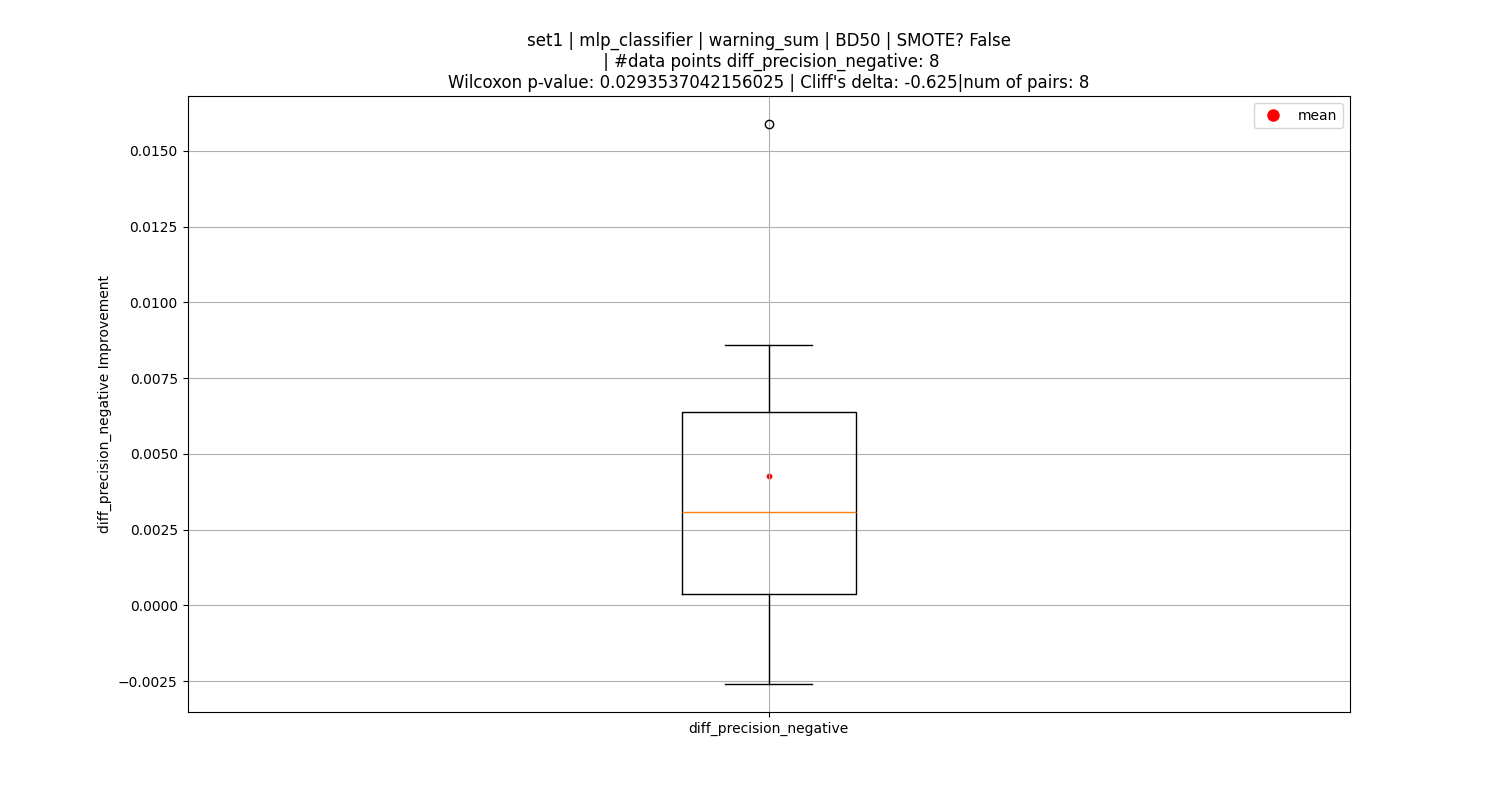 set1 | mlp_classifier | warning_sum | BD50 | SMOTE? False
| #data points diff_precision_negative: 8
Wilcoxon p-value: 0.0293537042156025 | Cliff's delta: -0.625|num of pairs: 8
mean
0.0150
0.0125
0.0100
0.0075
0.0050
0.0025
0.0000
−0.0025
diff_precision_negative Improvement
diff_precision_negative